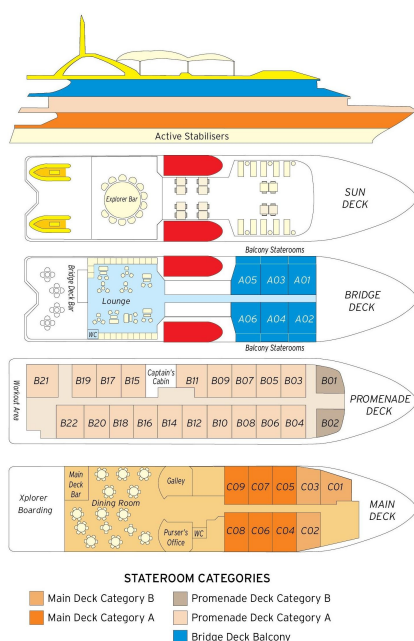 Active Stabilisers
Explorer Bar
SUN
DECK
Balcony Staterooms
Bridge Deck Bar
Lounge
WC
A05 A03 A01
A06 A04 A02
BRIDGE
DECK
Balcony Staterooms
Workout Area
B21 B19 B17 B15 Captain's
Cabin B11 B09 B07 B05 B03 B01
B22 B20 B18 B16 B14 B12 B10 B08 B06 B04 B02
PROMENADE
DECK
Xplorer
Boarding
Main
Deck
Bar
Dining Room
Galley
Purser's
Office
WC
C09 C07 C05 C03 C01
C08 C06 C04 C02
MAIN
DECK
STATEROOM CATEGORIES
Main Deck Category B
Promenade Deck Category B
Main Deck Category A
Promenade Deck Category A
Bridge Deck Balcony